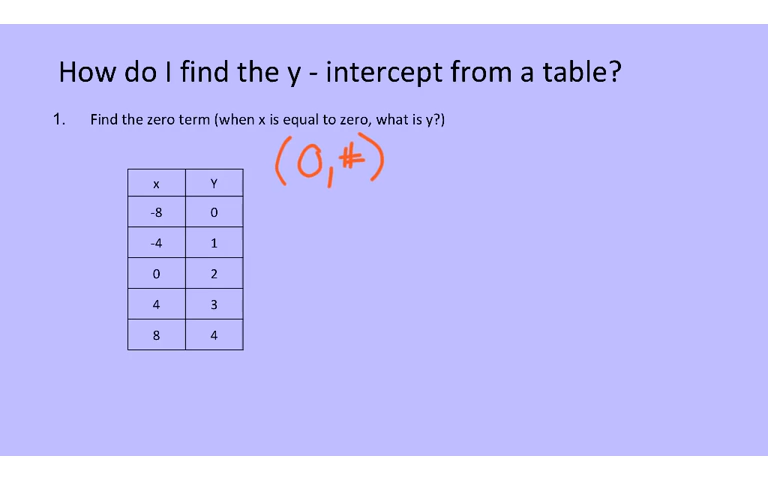 How do I find the y - intercept from a table?
1. Find the zero term (when x is equal to zero, what is y?)
(0,#)
x Y
-8 0
-4 1
0 2
4 3
8 4